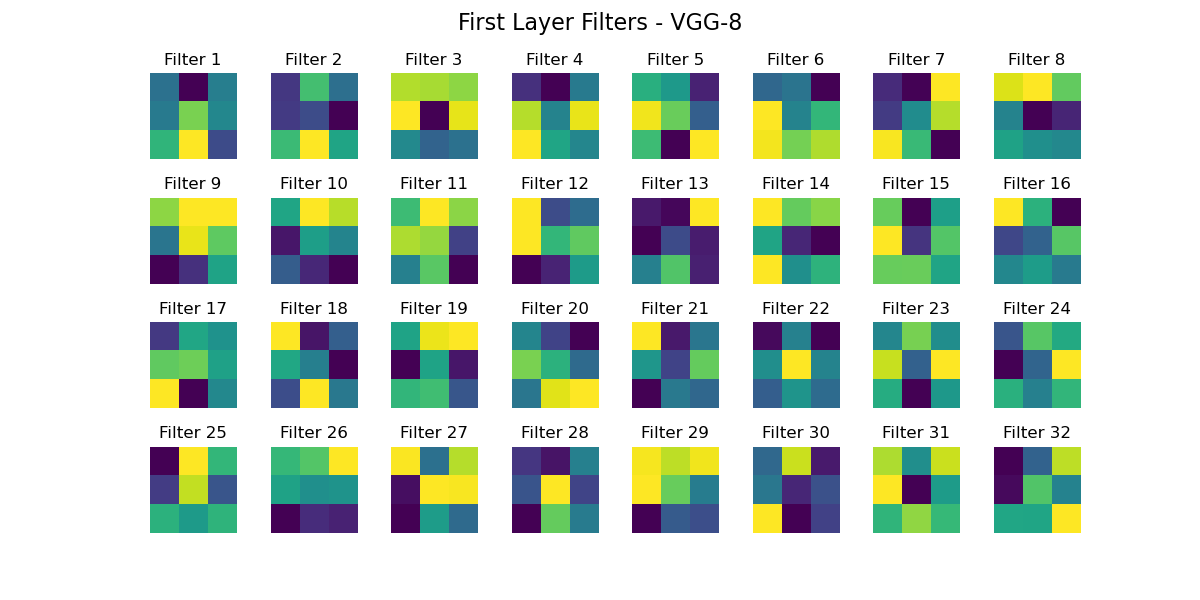 First Layer Filters - VGG-8
Filter 1 Filter 2 Filter 3 Filter 4 Filter 5 Filter 6 Filter 7 Filter 8
Filter 9 Filter 10 Filter 11 Filter 12 Filter 13 Filter 14 Filter 15 Filter 16
Filter 17 Filter 18 Filter 19 Filter 20 Filter 21 Filter 22 Filter 23 Filter 24
Filter 25 Filter 26 Filter 27 Filter 28 Filter 29 Filter 30 Filter 31 Filter 32